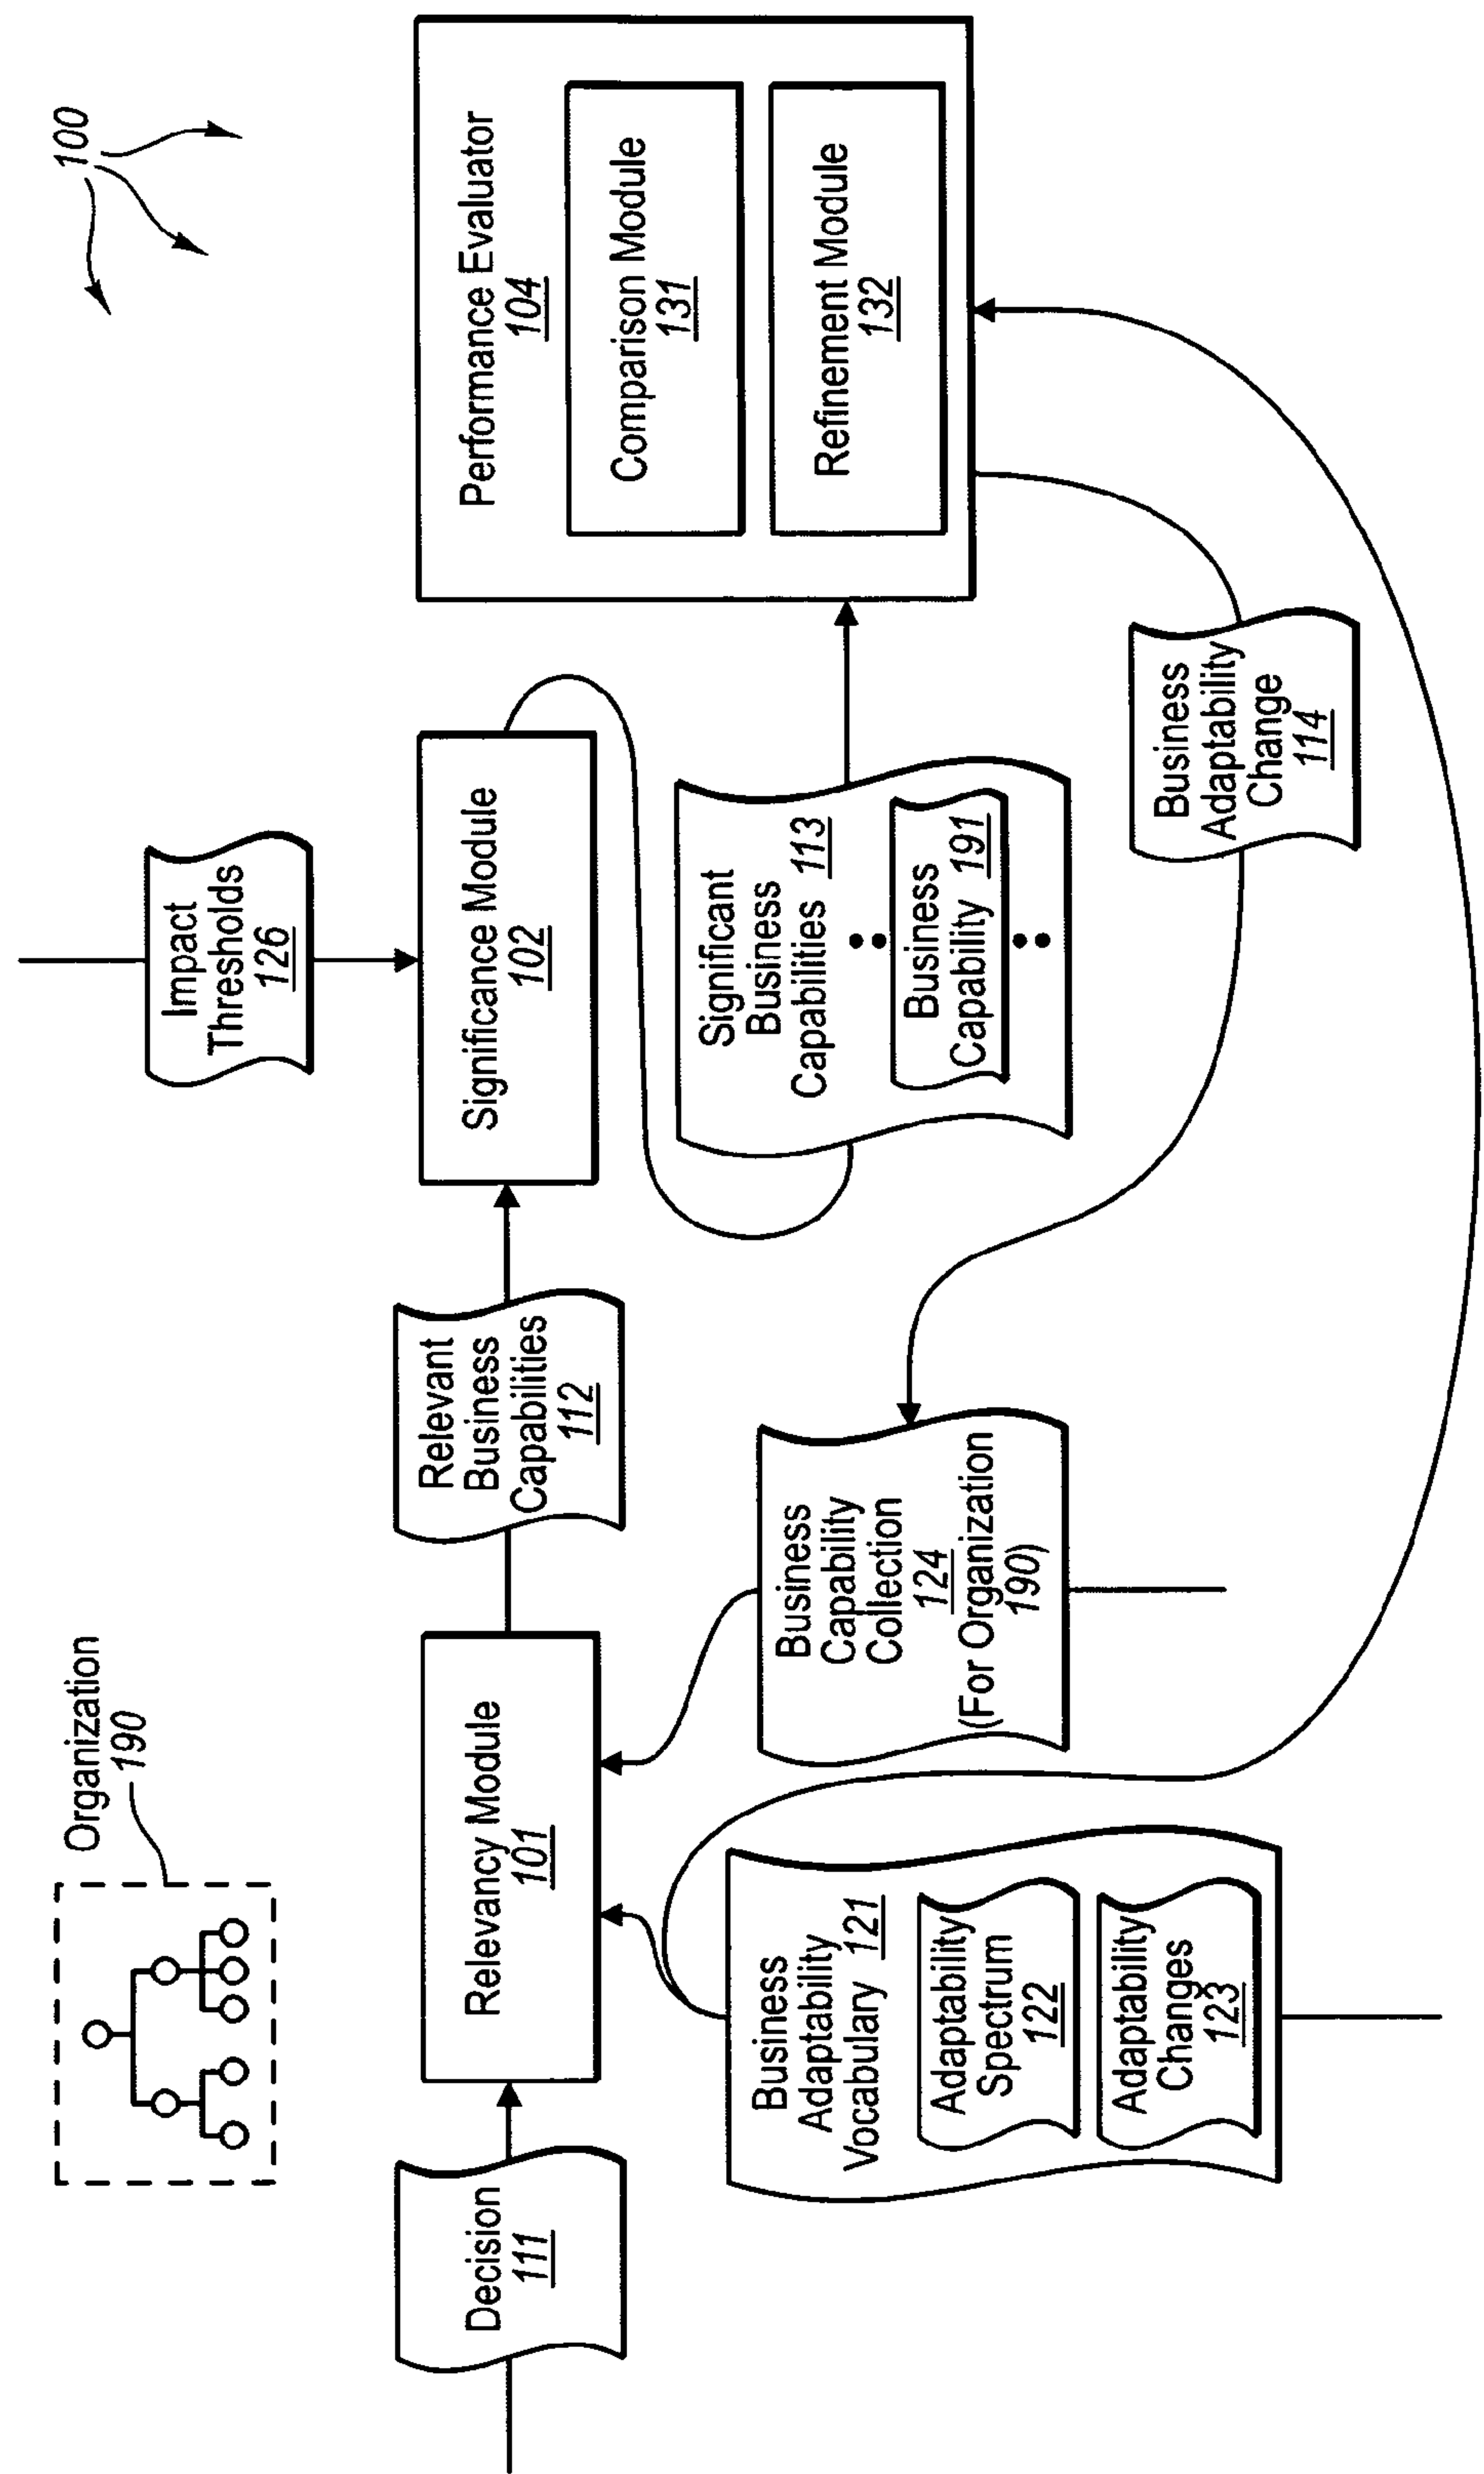 100
Organization
190
Impact
Thresholds
126
Decision
111
Relevancy Module
101
Relevant
Business
Capabilities
112
Significance Module
102
Performance Evaluator
104
Comparison Module
131
Refinement Module
132
Business
Adaptability
Vocabulary 121
Adaptability
Spectrum
122
Adaptability
Changes
123
Business
Capability
Collection
124
(For Organization
190)
Significant
Business
Capabilities 113
Business
Capability 191
Business
Adaptability
Change
114